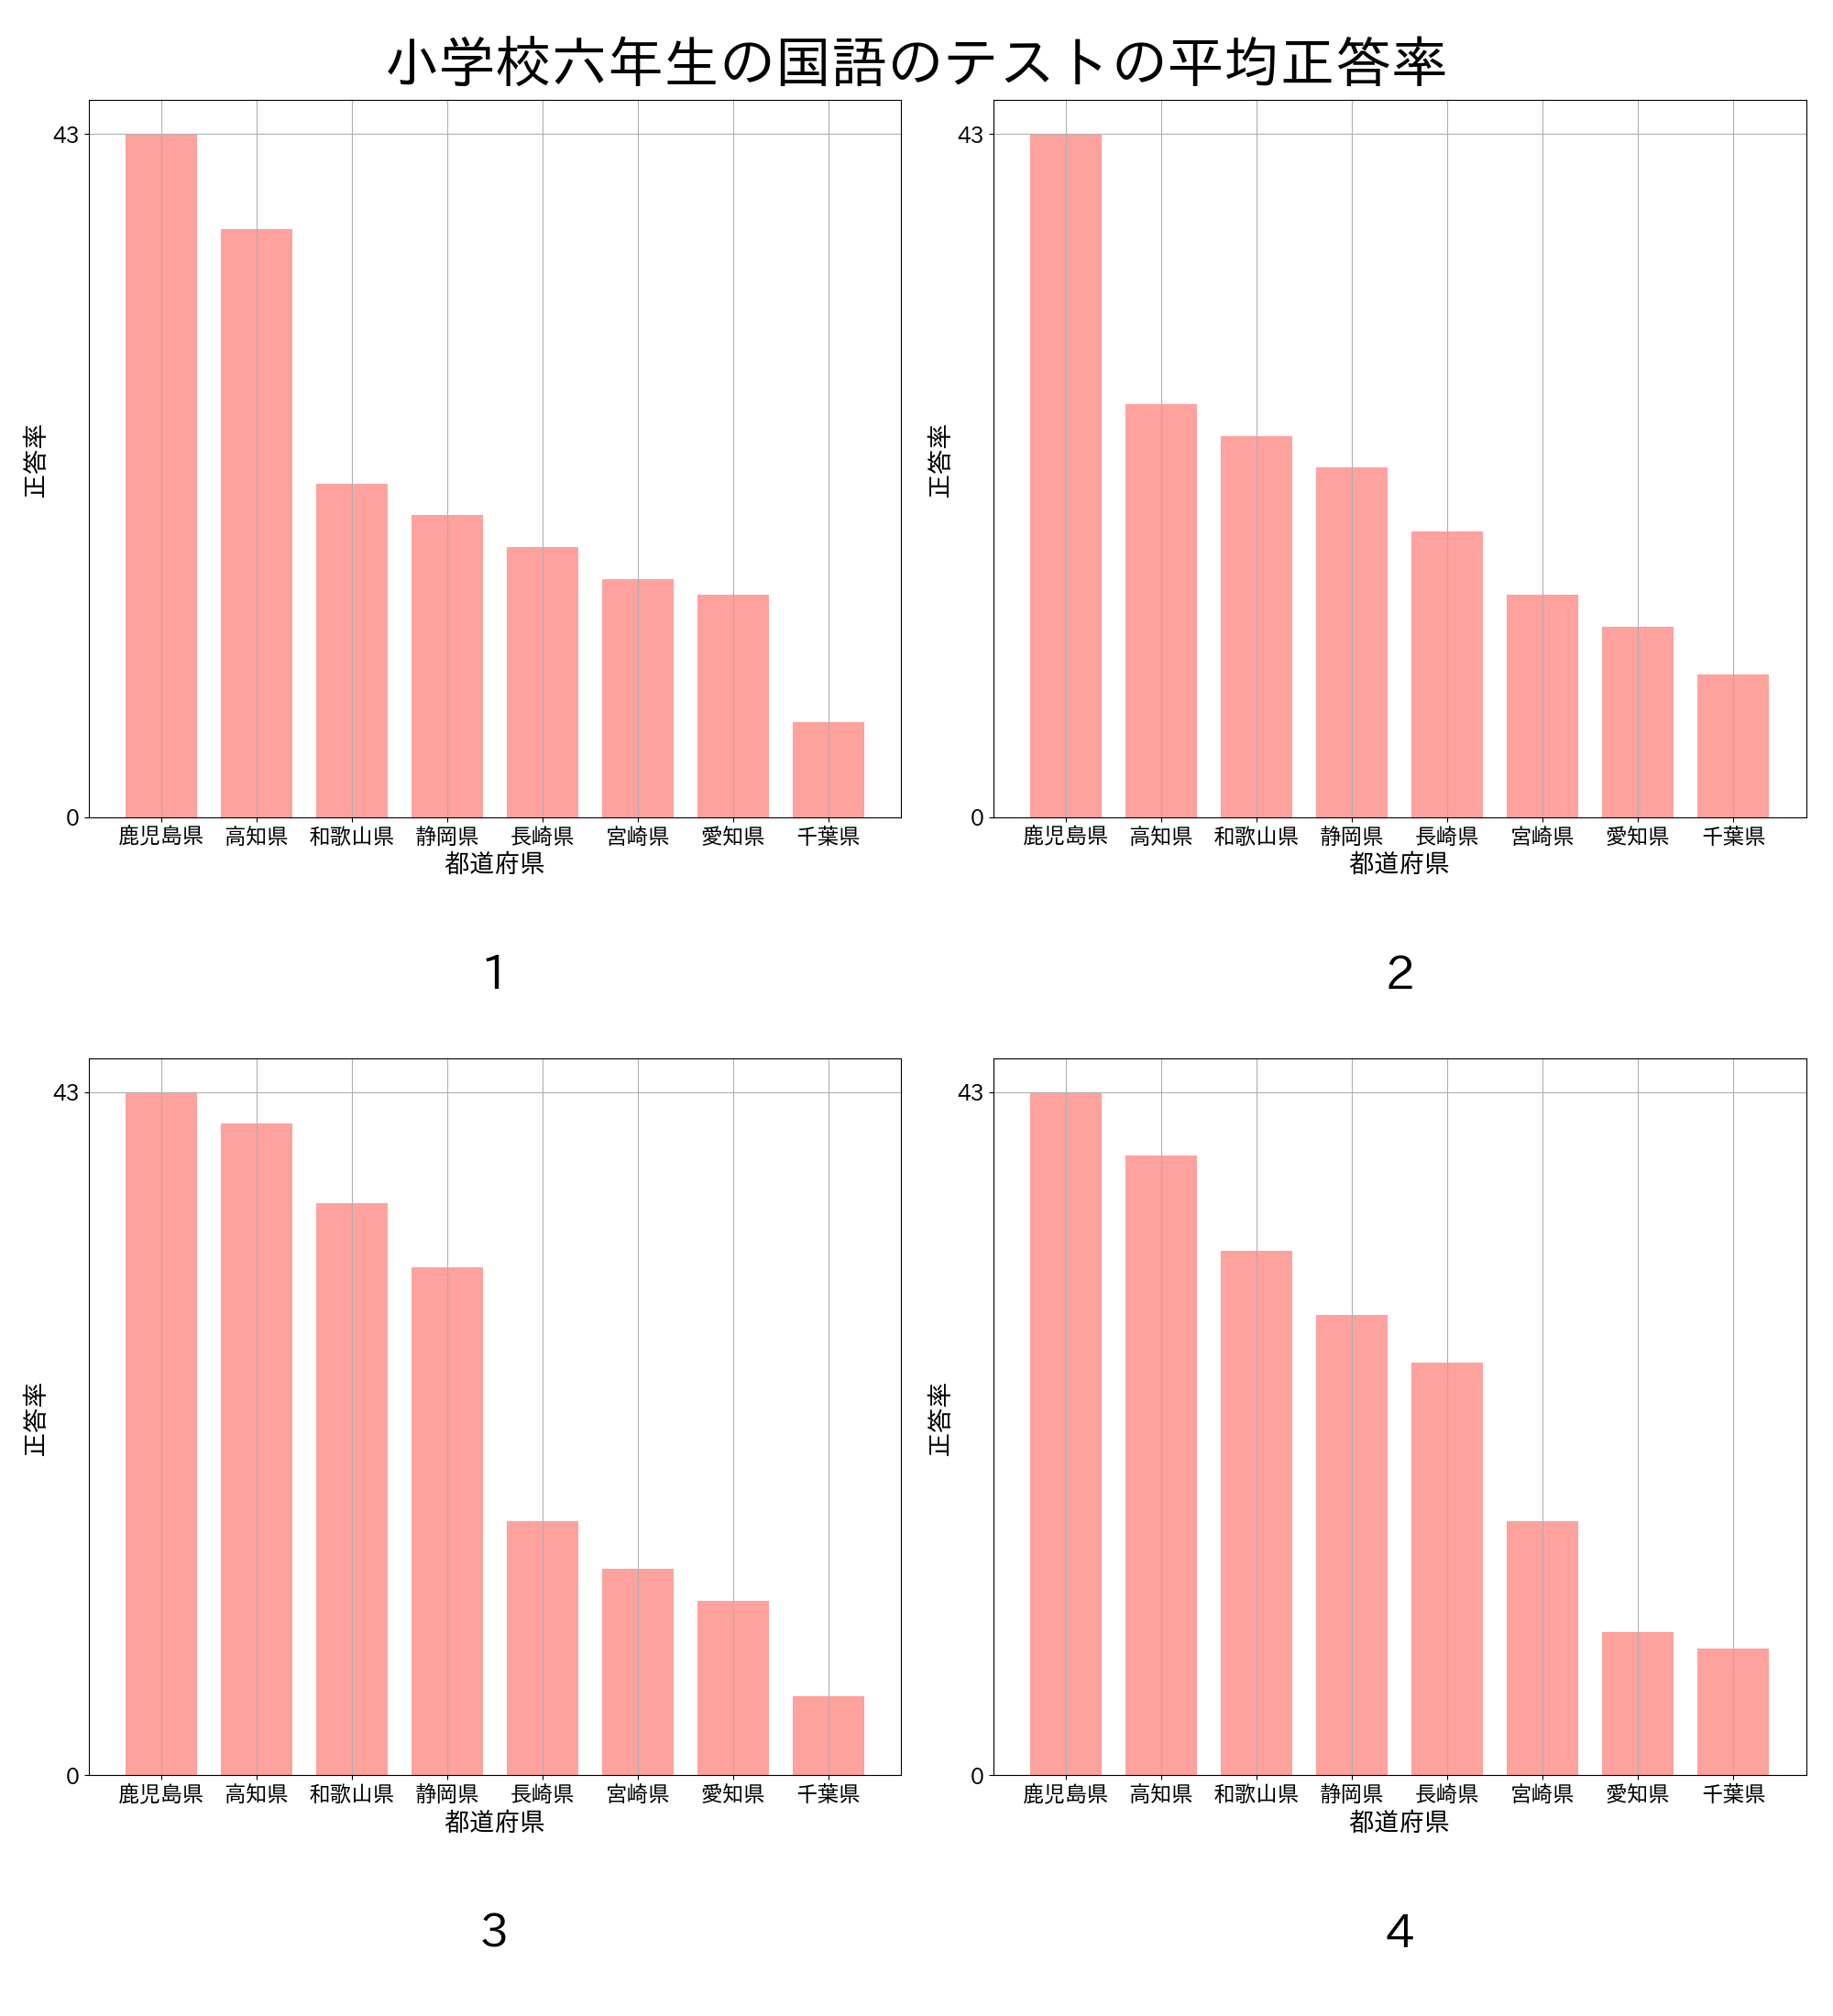 小学校六年生の国語のテストの平均正答率
43
0
正答率
鹿児島県 高知県 和歌山県 静岡県 長崎県 宮崎県 愛知県 千葉県
都道府県
1
43
0
正答率
鹿児島県 高知県 和歌山県 静岡県 長崎県 宮崎県 愛知県 千葉県
都道府県
2
43
0
正答率
鹿児島県 高知県 和歌山県 静岡県 長崎県 宮崎県 愛知県 千葉県
都道府県
3
43
0
正答率
鹿児島県 高知県 和歌山県 静岡県 長崎県 宮崎県 愛知県 千葉県
都道府県
4